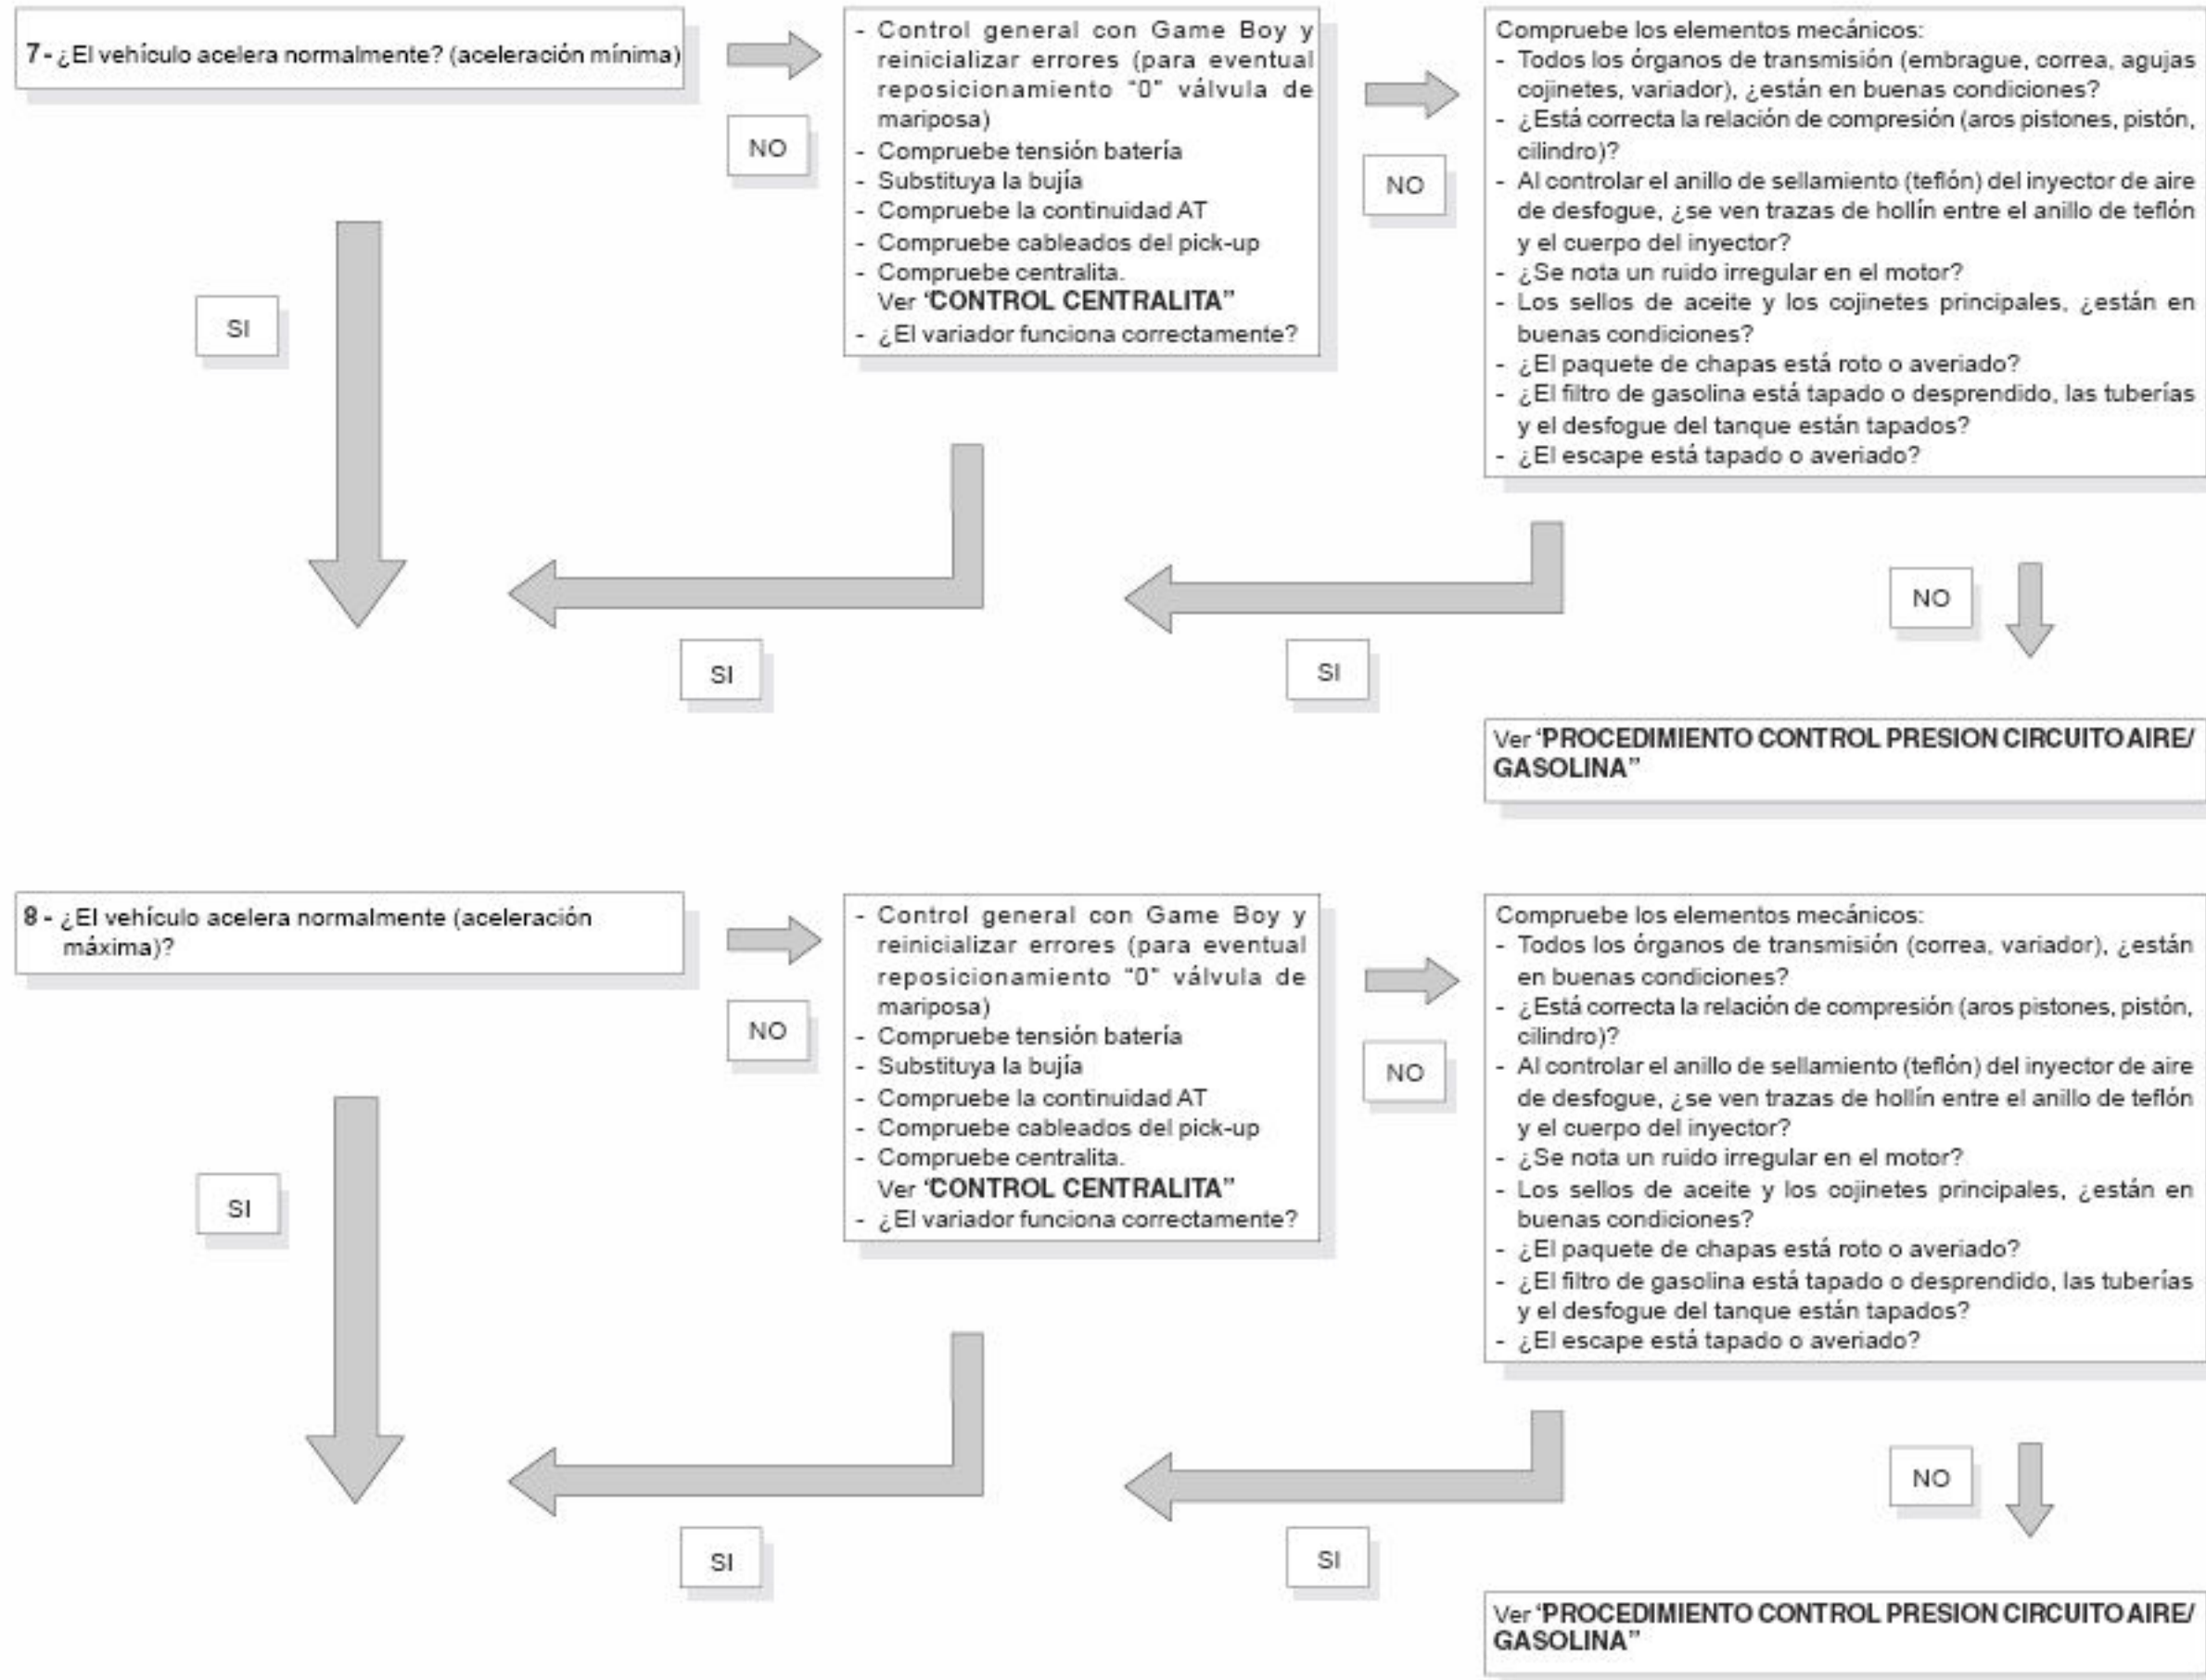 7 - ¿El vehículo acelera normalmente? (aceleración mínima)
NO
SI
- Control general con Game Boy y
reinicializar errores (para eventual
reposicionamiento "0" válvula de
mariposa)
- Compruebe tensión batería
- Substituya la bujía
- Compruebe la continuidad AT
- Compruebe cableados del pick-up
- Compruebe centralita.
Ver "CONTROL CENTRALITA"
- ¿El variador funciona correctamente?
NO
SI
Compruebe los elementos mecánicos:
- Todos los órganos de transmisión (embrague, correa, agujas
cojinetes, variador), ¿están en buenas condiciones?
- ¿Está correcta la relación de compresión (aros pistones, pistón,
cilindro)?
- Al controlar el anillo de sellamiento (teflón) del inyector de aire
de desfogue, ¿se ven trazas de hollín entre el anillo de teflón
y el cuerpo del inyector?
- ¿Se nota un ruido irregular en el motor?
- Los sellos de aceite y los cojinetes principales, ¿están en
buenas condiciones?
- ¿El paquete de chapas está roto o averiado?
- ¿El filtro de gasolina está tapado o desprendido, las tuberías
y el desfogue del tanque están tapados?
- ¿El escape está tapado o averiado?
SI
NO
Ver "PROCEDIMIENTO CONTROL PRESION CIRCUITO AIRE/
GASOLINA"
8 - ¿El vehículo acelera normalmente (aceleración
máxima)?
NO
SI
- Control general con Game Boy y
reinicializar errores (para eventual
reposicionamiento "0" válvula de
mariposa)
- Compruebe tensión batería
- Substituya la bujía
- Compruebe la continuidad AT
- Compruebe cableados del pick-up
- Compruebe centralita.
Ver "CONTROL CENTRALITA"
- ¿El variador funciona correctamente?
NO
SI
Compruebe los elementos mecánicos:
- Todos los órganos de transmisión (correa, variador), ¿están
en buenas condiciones?
- ¿Está correcta la relación de compresión (aros pistones, pistón,
cilindro)?
- Al controlar el anillo de sellamiento (teflón) del inyector de aire
de desfogue, ¿se ven trazas de hollín entre el anillo de teflón
y el cuerpo del inyector?
- ¿Se nota un ruido irregular en el motor?
- Los sellos de aceite y los cojinetes principales, ¿están en
buenas condiciones?
- ¿El paquete de chapas está roto o averiado?
- ¿El filtro de gasolina está tapado o desprendido, las tuberías
y el desfogue del tanque están tapados?
- ¿El escape está tapado o averiado?
SI
NO
Ver "PROCEDIMIENTO CONTROL PRESION CIRCUITO AIRE/
GASOLINA"